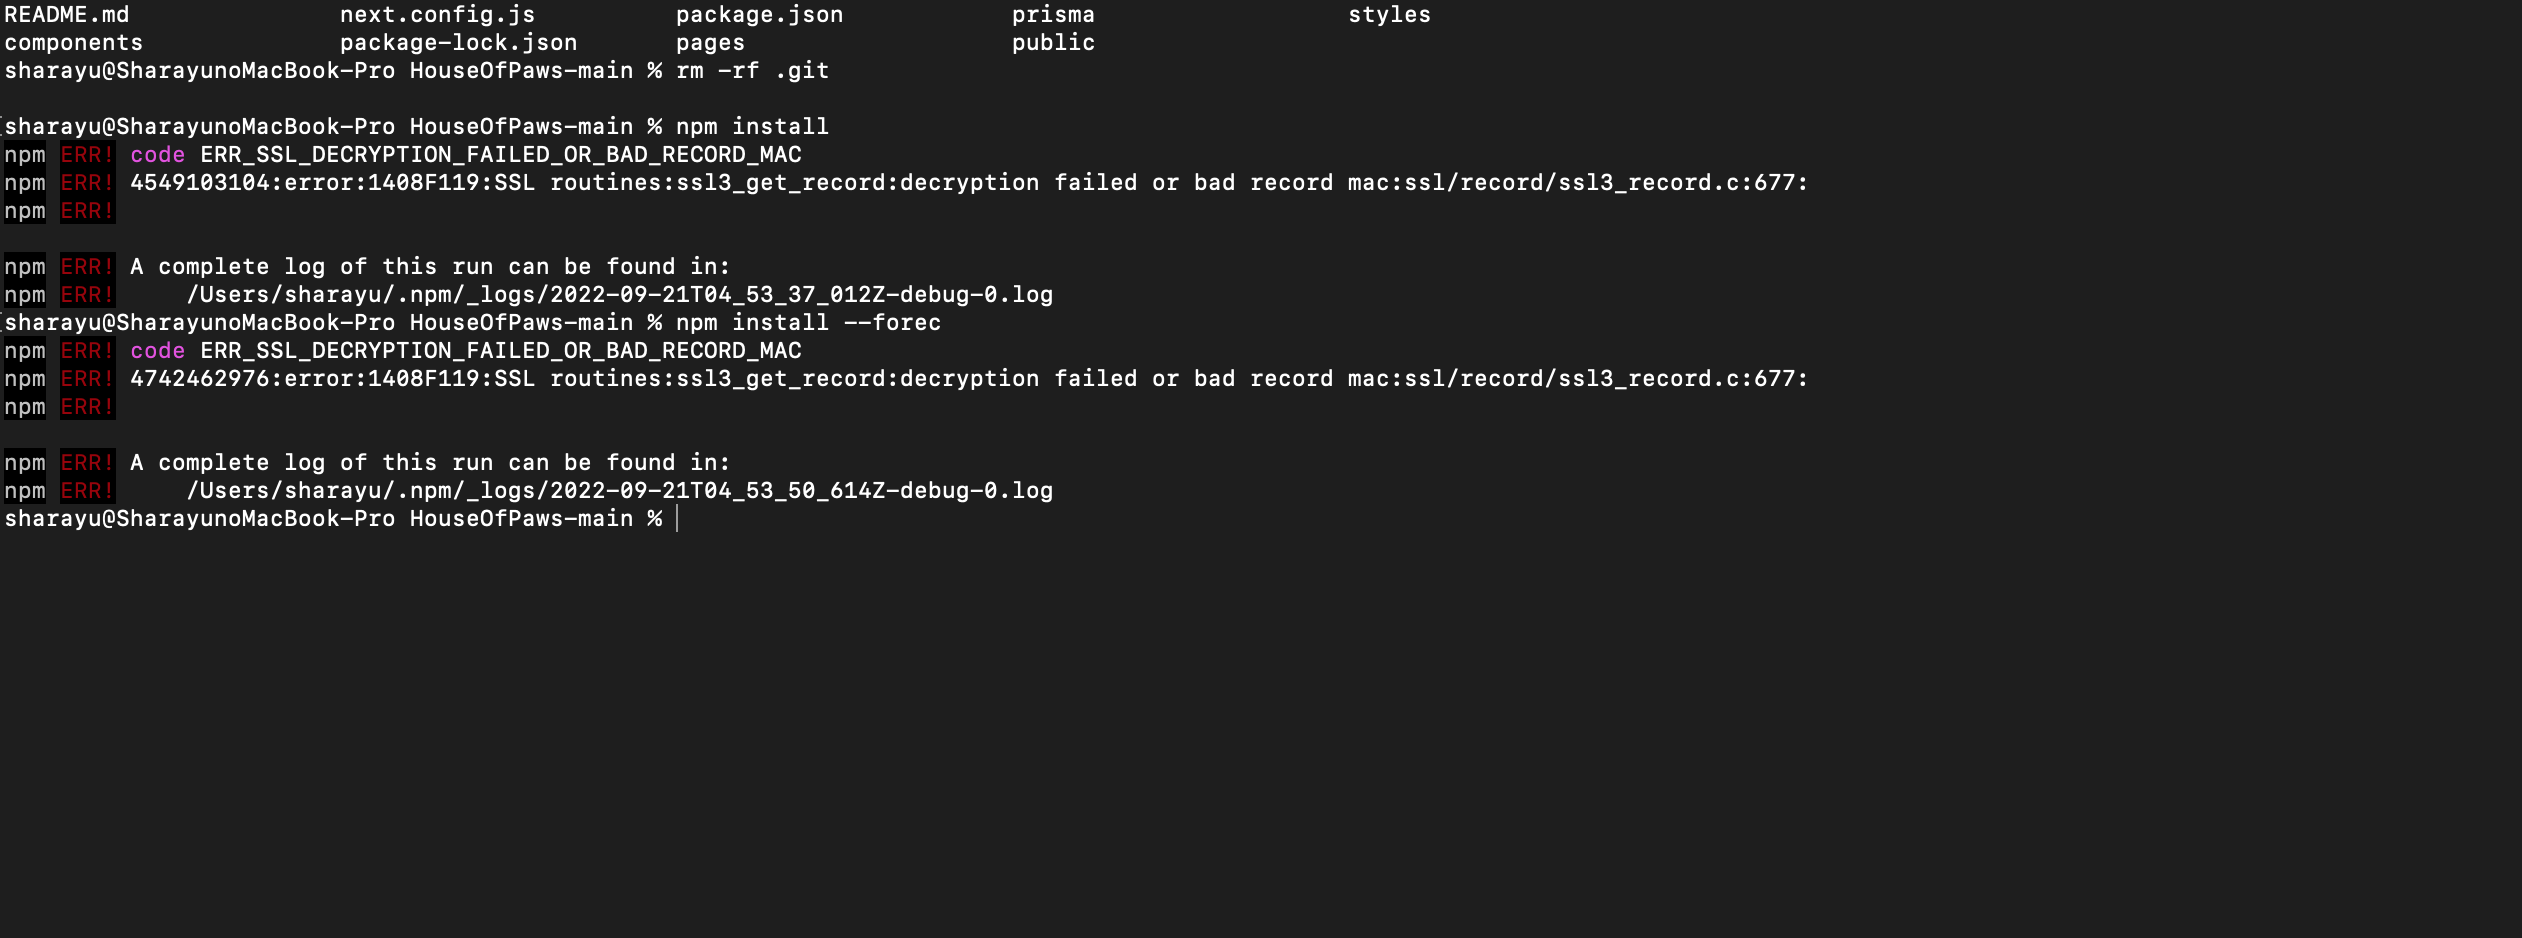 README.md next.config.js package.json prisma styles
components package-lock.json pages public
sharayu@SharayunoMacBook-Pro HouseOfPaws-main % rm -rf .git
sharayu@SharayunoMacBook-Pro HouseOfPaws-main % npm install
npm ERR! code ERR_SSL_DECRYPTION_FAILED_OR_BAD_RECORD_MAC
npm ERR! 4549103104:error:1408F119:SSL routines:ssl3_get_record:decryption failed or bad record mac:ssl/record/ssl3_record.c:677:
npm ERR!
npm ERR! A complete log of this run can be found in:
npm ERR!     /Users/sharayu/.npm/_logs/2022-09-21T04_53_37_012Z-debug-0.log
sharayu@SharayunoMacBook-Pro HouseOfPaws-main % npm install --forec
npm ERR! code ERR_SSL_DECRYPTION_FAILED_OR_BAD_RECORD_MAC
npm ERR! 4742462976:error:1408F119:SSL routines:ssl3_get_record:decryption failed or bad record mac:ssl/record/ssl3_record.c:677:
npm ERR!
npm ERR! A complete log of this run can be found in:
npm ERR!     /Users/sharayu/.npm/_logs/2022-09-21T04_53_50_614Z-debug-0.log
sharayu@SharayunoMacBook-Pro HouseOfPaws-main %